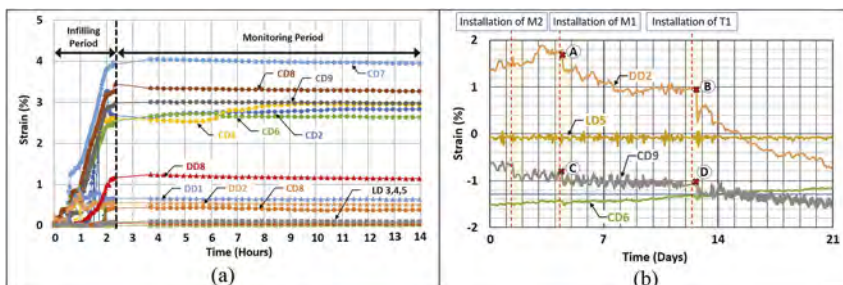 Infilling Period
Monitoring Period
Strain (%)
5
4
3
2
1
0
CD7
CD8
CD9
CD6
CD2
DD8
DD1
DD2
CD8
LD 3,4,5
0 1 2 3 4 5 6 7 8 9 10 11 12 13 14
Time (Hours)
(a)
Installation of M2
Installation of M1
Installation of T1
Strain (%)
2
1
0
-1
-2
A
B
C
D
DD2
LD5
CD9
CD6
0 7 14 21
Time (Days)
(b)